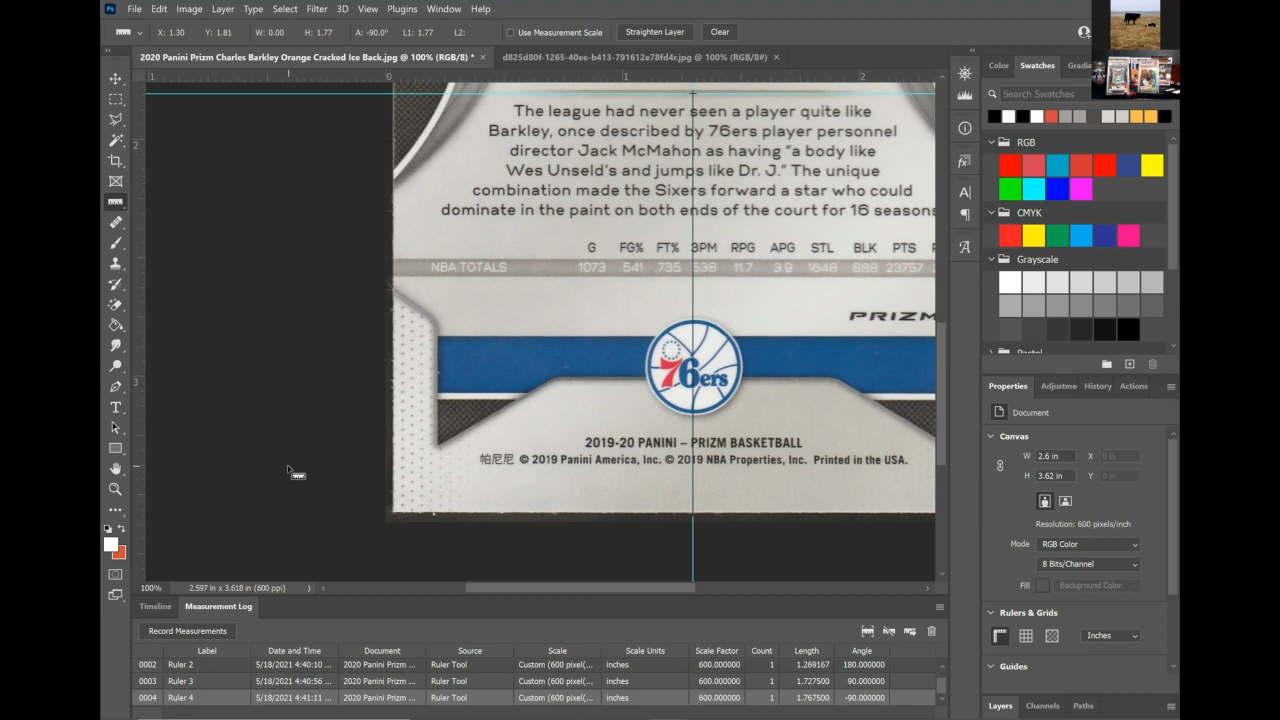 Ps File Edit Image Layer Type Select Filter 3D View Plugins Window Help
X: 1.30 Y: 1.81 W: 0.00 H: 1.77 A: -90.0° L1: 1.77 L2: Use Measurement Scale Straighten Layer Clear
2020 Panini Prizm Charles Barkley Orange Cracked Ice Back.jpg @ 100% (RGB/8) * × d825d80f-1265-40ee-b413-791612e78fd4r.jpg @ 100% (RGB/8#) ×
1 0 1 2
2
3
The league had never seen a player quite like
Barkley, once described by 76ers player personnel
director Jack McMahon as having “a body like
Wes Unseld’s and jumps like Dr. J.” The unique
combination made the Sixers forward a star who could
dominate in the paint on both ends of the court for 16 seasons
G FG% FT% 3PM RPG APG STL BLK PTS
NBA TOTALS 1073 .541 .735 538 11.7 3.9 1648 888 23757
PRIZM
76ers
2019-20 PANINI – PRIZM BASKETBALL
帕尼尼 © 2019 Panini America, Inc. © 2019 NBA Properties, Inc. Printed in the USA.
100% 2.597 in x 3.618 in (600 ppi)
Timeline Measurement Log
Record Measurements
Label Date and Time Document Source Scale Scale Units Scale Factor Count Length Angle
0002 Ruler 2 5/18/2021 4:40:10 ... 2020 Panini Prizm ... Ruler Tool Custom (600 pixel(... inches 600.000000 1 1.269167 180.000000
0003 Ruler 3 5/18/2021 4:40:56 ... 2020 Panini Prizm ... Ruler Tool Custom (600 pixel(... inches 600.000000 1 1.727500 90.000000
0004 Ruler 4 5/18/2021 4:41:11 ... 2020 Panini Prizm ... Ruler Tool Custom (600 pixel(... inches 600.000000 1 1.767500 -90.000000
Color Swatches Gradie
Search Swatches
RGB
CMYK
Grayscale
Pastel
Properties Adjustme History Actions
Document
Canvas
W 2.6 in X 0 in
H 3.62 in Y 0 in
Resolution: 600 pixels/inch
Mode RGB Color
8 Bits/Channel
Fill Background Color
Rulers & Grids
Inches
Guides
Layers Channels Paths